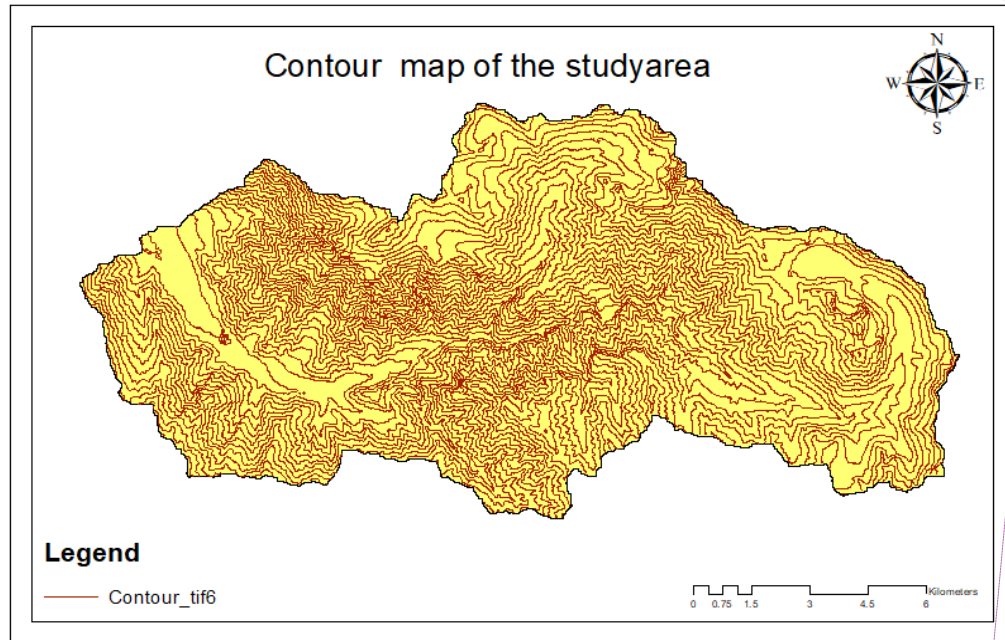 Contour map of the studyarea
N
W E
S
Legend
Contour_tif6
Kilometers
0 0.75 1.5 3 4.5 6